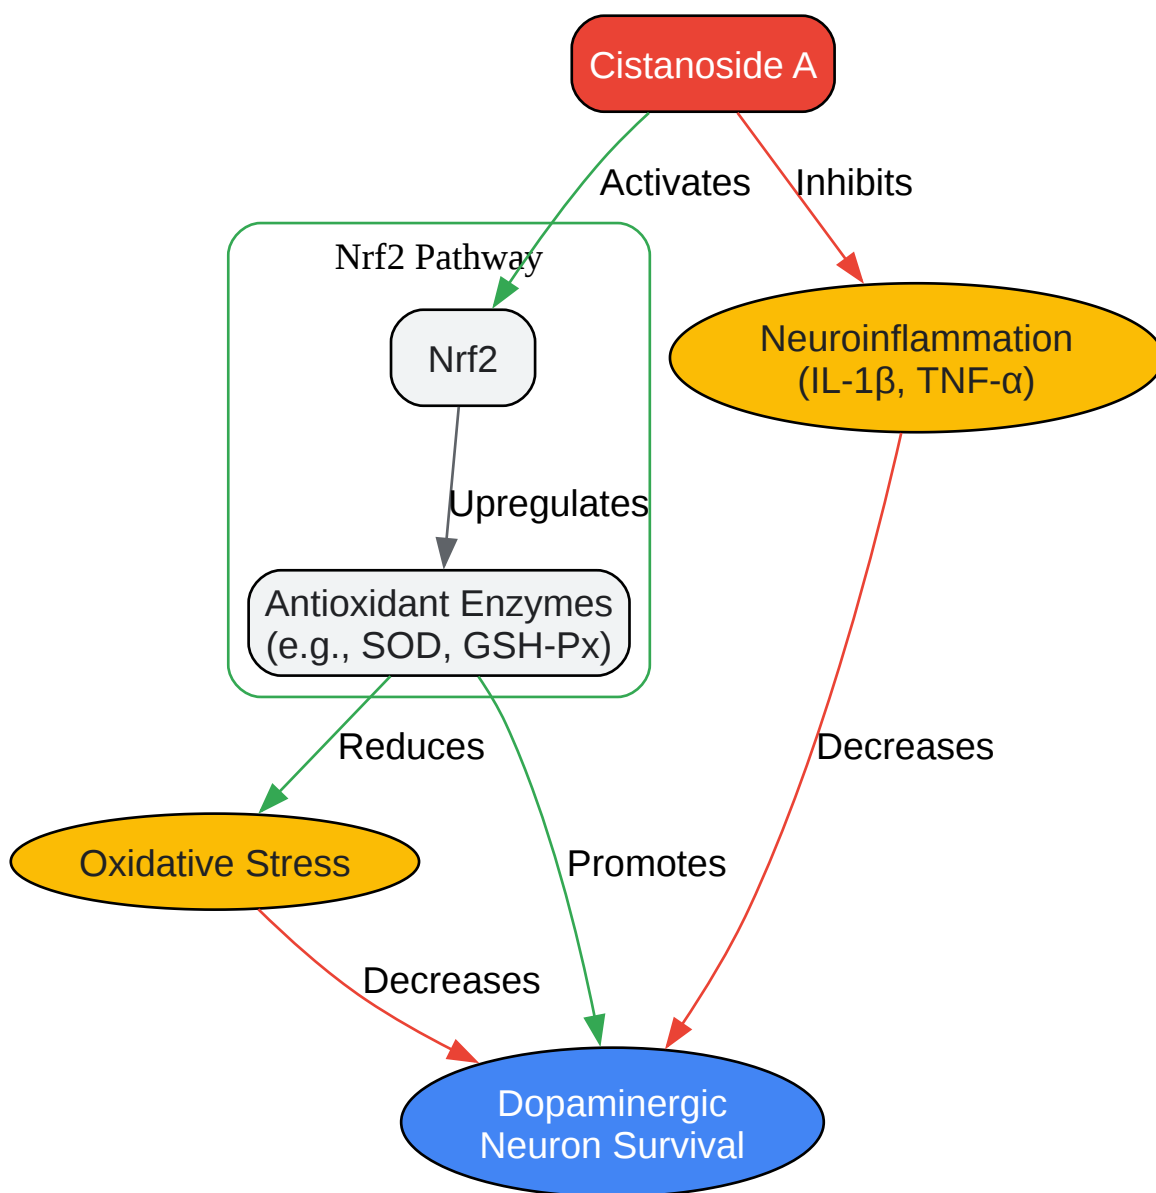 Cistanoside A
Activates
Inhibits
Nrf2 Pathway
Nrf2
Neuroinflammation
(IL-1β, TNF-α)
Upregulates
Antioxidant Enzymes
(e.g., SOD, GSH-Px)
Reduces
Decreases
Oxidative Stress
Promotes
Decreases
Dopaminergic
Neuron Survival